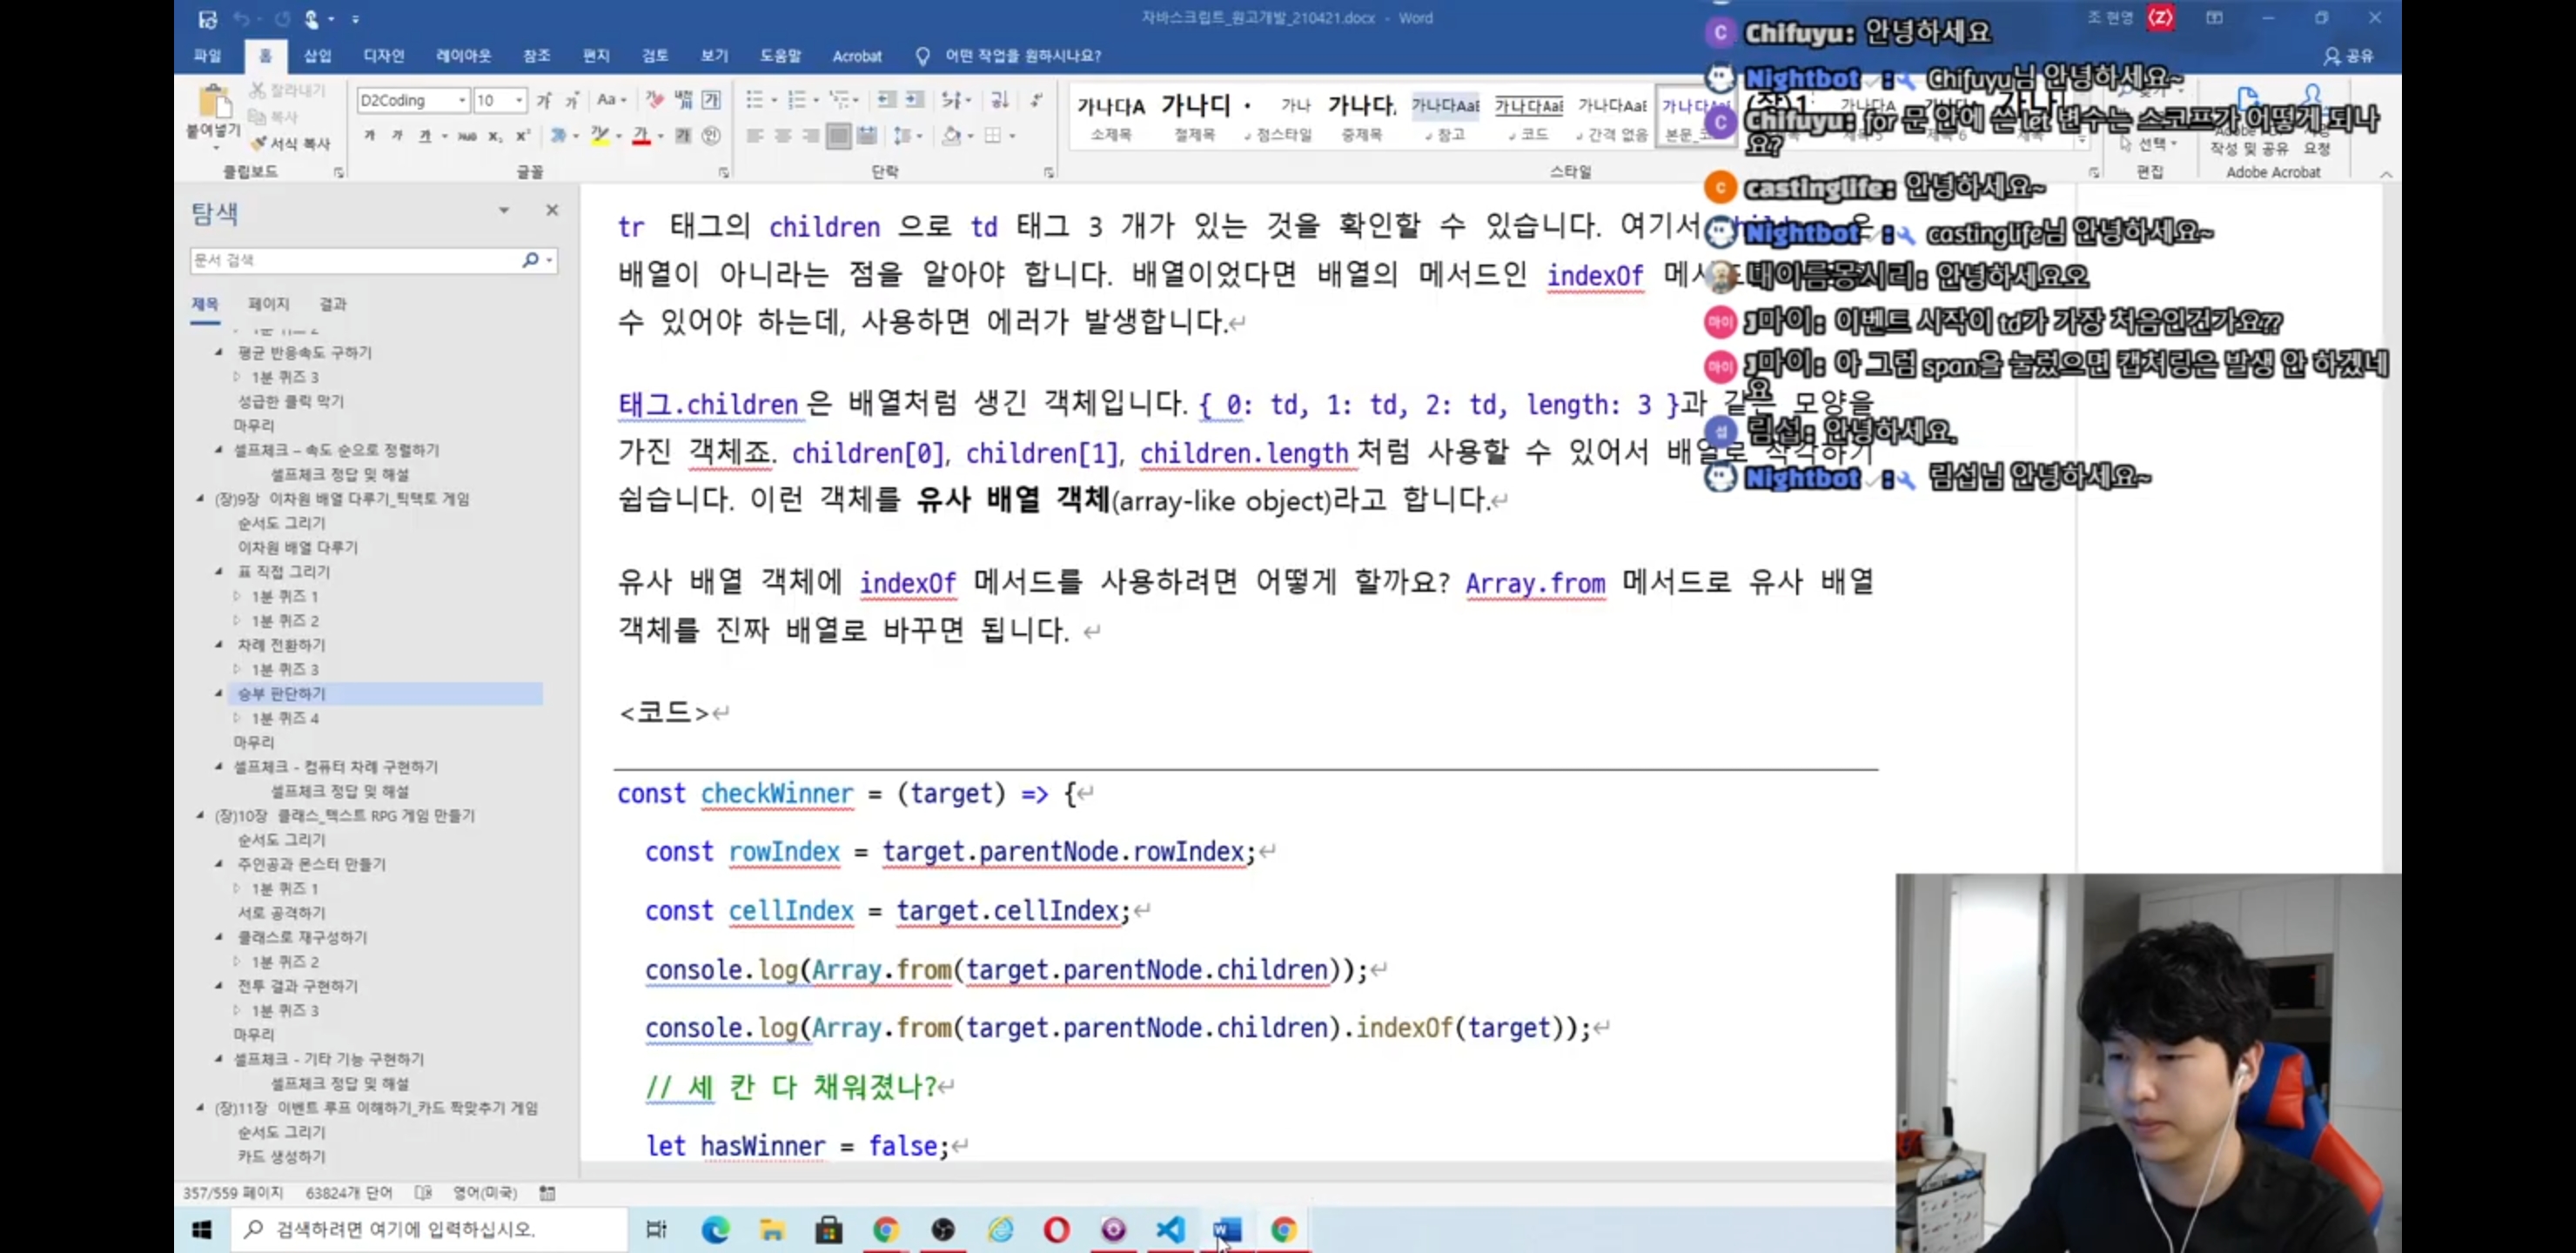 자바스크립트_원고개발_210421.docx - Word
조 현영
파일 홈 삽입 디자인 레이아웃 참조 편지 검토 보기 도움말 Acrobat 어떤 작업을 원하시나요?
공유
붙여넣기
잘라내기
복사
서식 복사
클립보드
D2Coding 10
글꼴
단락
소제목 절제목 점스타일 중제목 참고 코드 간격 없음
스타일
선택
편집
작성 및 공유 요청
Adobe Acrobat
Chifuyu: 안녕하세요
Nightbot: Chifuyu님 안녕하세요~
Chifuyu: for 문 안에 쓴 let 변수는 스코프가 어떻게 되나
요?
castinglife: 안녕하세요~
Nightbot: castinglife님 안녕하세요~
내이름몽시리: 안녕하세요오
J마이: 이벤트 시작이 td가 가장 처음인건가요??
J마이: 아 그럼 span을 눌렀으면 캡처링은 발생 안 하겠네
요
림섭: 안녕하세요.
Nightbot: 림섭님 안녕하세요~
탐색
문서 검색
제목 페이지 결과
1분 퀴즈 2
평균 반응속도 구하기
1분 퀴즈 3
성급한 클릭 막기
마무리
셀프체크 – 속도 순으로 정렬하기
셀프체크 정답 및 해설
(장)9장 이차원 배열 다루기_틱택토 게임
순서도 그리기
이차원 배열 다루기
표 직접 그리기
1분 퀴즈 1
1분 퀴즈 2
차례 전환하기
1분 퀴즈 3
승부 판단하기
1분 퀴즈 4
마무리
셀프체크 - 컴퓨터 차례 구현하기
셀프체크 정답 및 해설
(장)10장 클래스_텍스트 RPG 게임 만들기
순서도 그리기
주인공과 몬스터 만들기
1분 퀴즈 1
서로 공격하기
클래스로 재구성하기
1분 퀴즈 2
전투 결과 구현하기
1분 퀴즈 3
마무리
셀프체크 - 기타 기능 구현하기
셀프체크 정답 및 해설
(장)11장 이벤트 루프 이해하기_카드 짝맞추기 게임
순서도 그리기
카드 생성하기
tr 태그의 children 으로 td 태그 3 개가 있는 것을 확인할 수 있습니다. 여기서
배열이 아니라는 점을 알아야 합니다. 배열이었다면 배열의 메서드인 indexOf
수 있어야 하는데, 사용하면 에러가 발생합니다.
태그.children은 배열처럼 생긴 객체입니다. { 0: td, 1: td, 2: td, length: 3 }과 같은 모양을
가진 객체죠. children[0], children[1], children.length처럼 사용할 수 있어서 배열로 착각하기
쉽습니다. 이런 객체를 유사 배열 객체(array-like object)라고 합니다.
유사 배열 객체에 indexOf 메서드를 사용하려면 어떻게 할까요? Array.from 메서드로 유사 배열
객체를 진짜 배열로 바꾸면 됩니다.
<코드>
const checkWinner = (target) => {
const rowIndex = target.parentNode.rowIndex;
const cellIndex = target.cellIndex;
console.log(Array.from(target.parentNode.children));
console.log(Array.from(target.parentNode.children).indexOf(target));
// 세 칸 다 채워졌나?
let hasWinner = false;
357/559 페이지 63824개 단어 영어(미국)
검색하려면 여기에 입력하십시오.